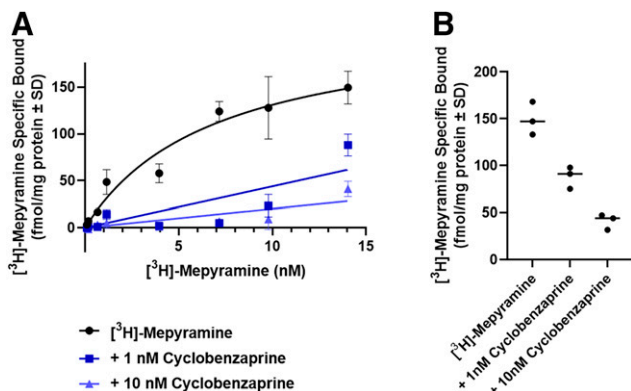 A
[³H]-Mepyramine Specific Bound
(fmol/mg protein ± SD)
150
100
50
0
5
10
15
[³H]-Mepyramine (nM)
[³H]-Mepyramine
+ 1 nM Cyclobenzaprine
+ 10 nM Cyclobenzaprine
B
[³H]-Mepyramine Specific Bound
(fmol/mg protein ± SD)
200
150
100
50
0
[³H]-Mepyramine
+ 1nM Cyclobenzaprine
+ 10nM Cyclobenzaprine